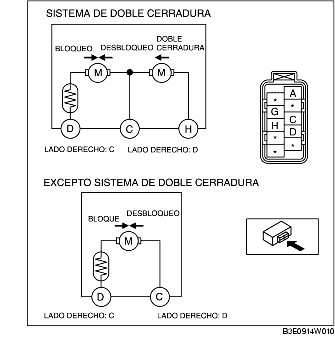 SISTEMA DE DOBLE CERRADURA
BLOQUEO DESBLOQUEO DOBLE CERRADURA
M M
D C H
LADO DERECHO: C LADO DERECHO: D
* A
G *
H C
* D
* *
EXCEPTO SISTEMA DE DOBLE CERRADURA
BLOQUE DESBLOQUEO
M
D C
LADO DERECHO: C LADO DERECHO: D
B3E0914W010